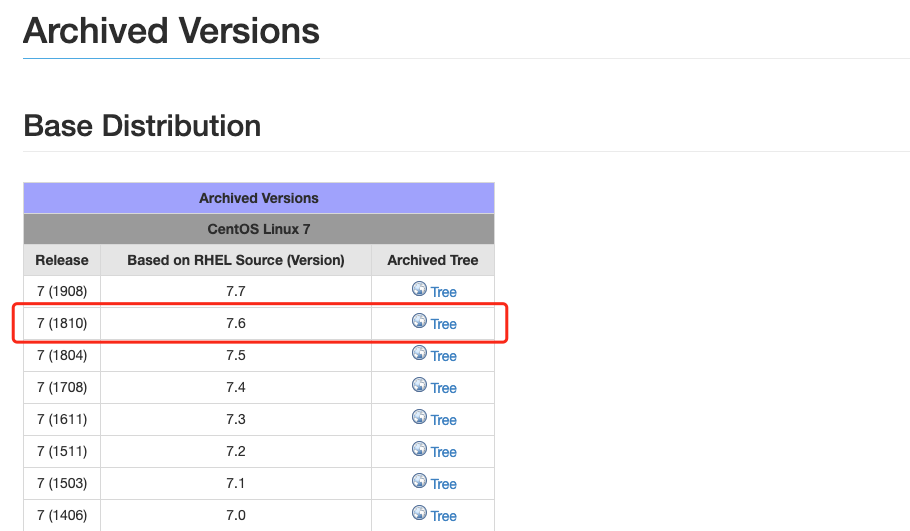 Archived Versions
Base Distribution
Archived Versions
CentOS Linux 7
Release Based on RHEL Source (Version) Archived Tree
7 (1908) 7.7 Tree
7 (1810) 7.6 Tree
7 (1804) 7.5 Tree
7 (1708) 7.4 Tree
7 (1611) 7.3 Tree
7 (1511) 7.2 Tree
7 (1503) 7.1 Tree
7 (1406) 7.0 Tree